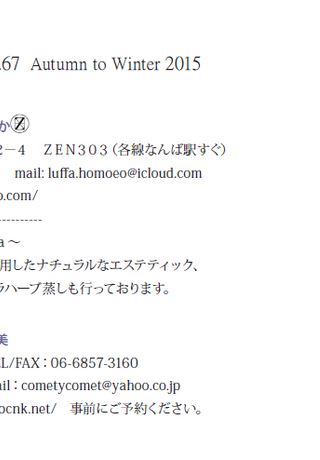 .67 Autumn to Winter 2015
か Ⓩ
２－４　ＺＥＮ３０３（各線なんば駅すぐ）
mail: luffa.homoeo@icloud.com
o.com/
----------
a ～
用したナチュラルなエステティック、
ラハーブ蒸しも行っております。
美
EL/FAX：06-6857-3160
ail：cometycomet@yahoo.co.jp
ocnk.net/　事前にご予約ください。